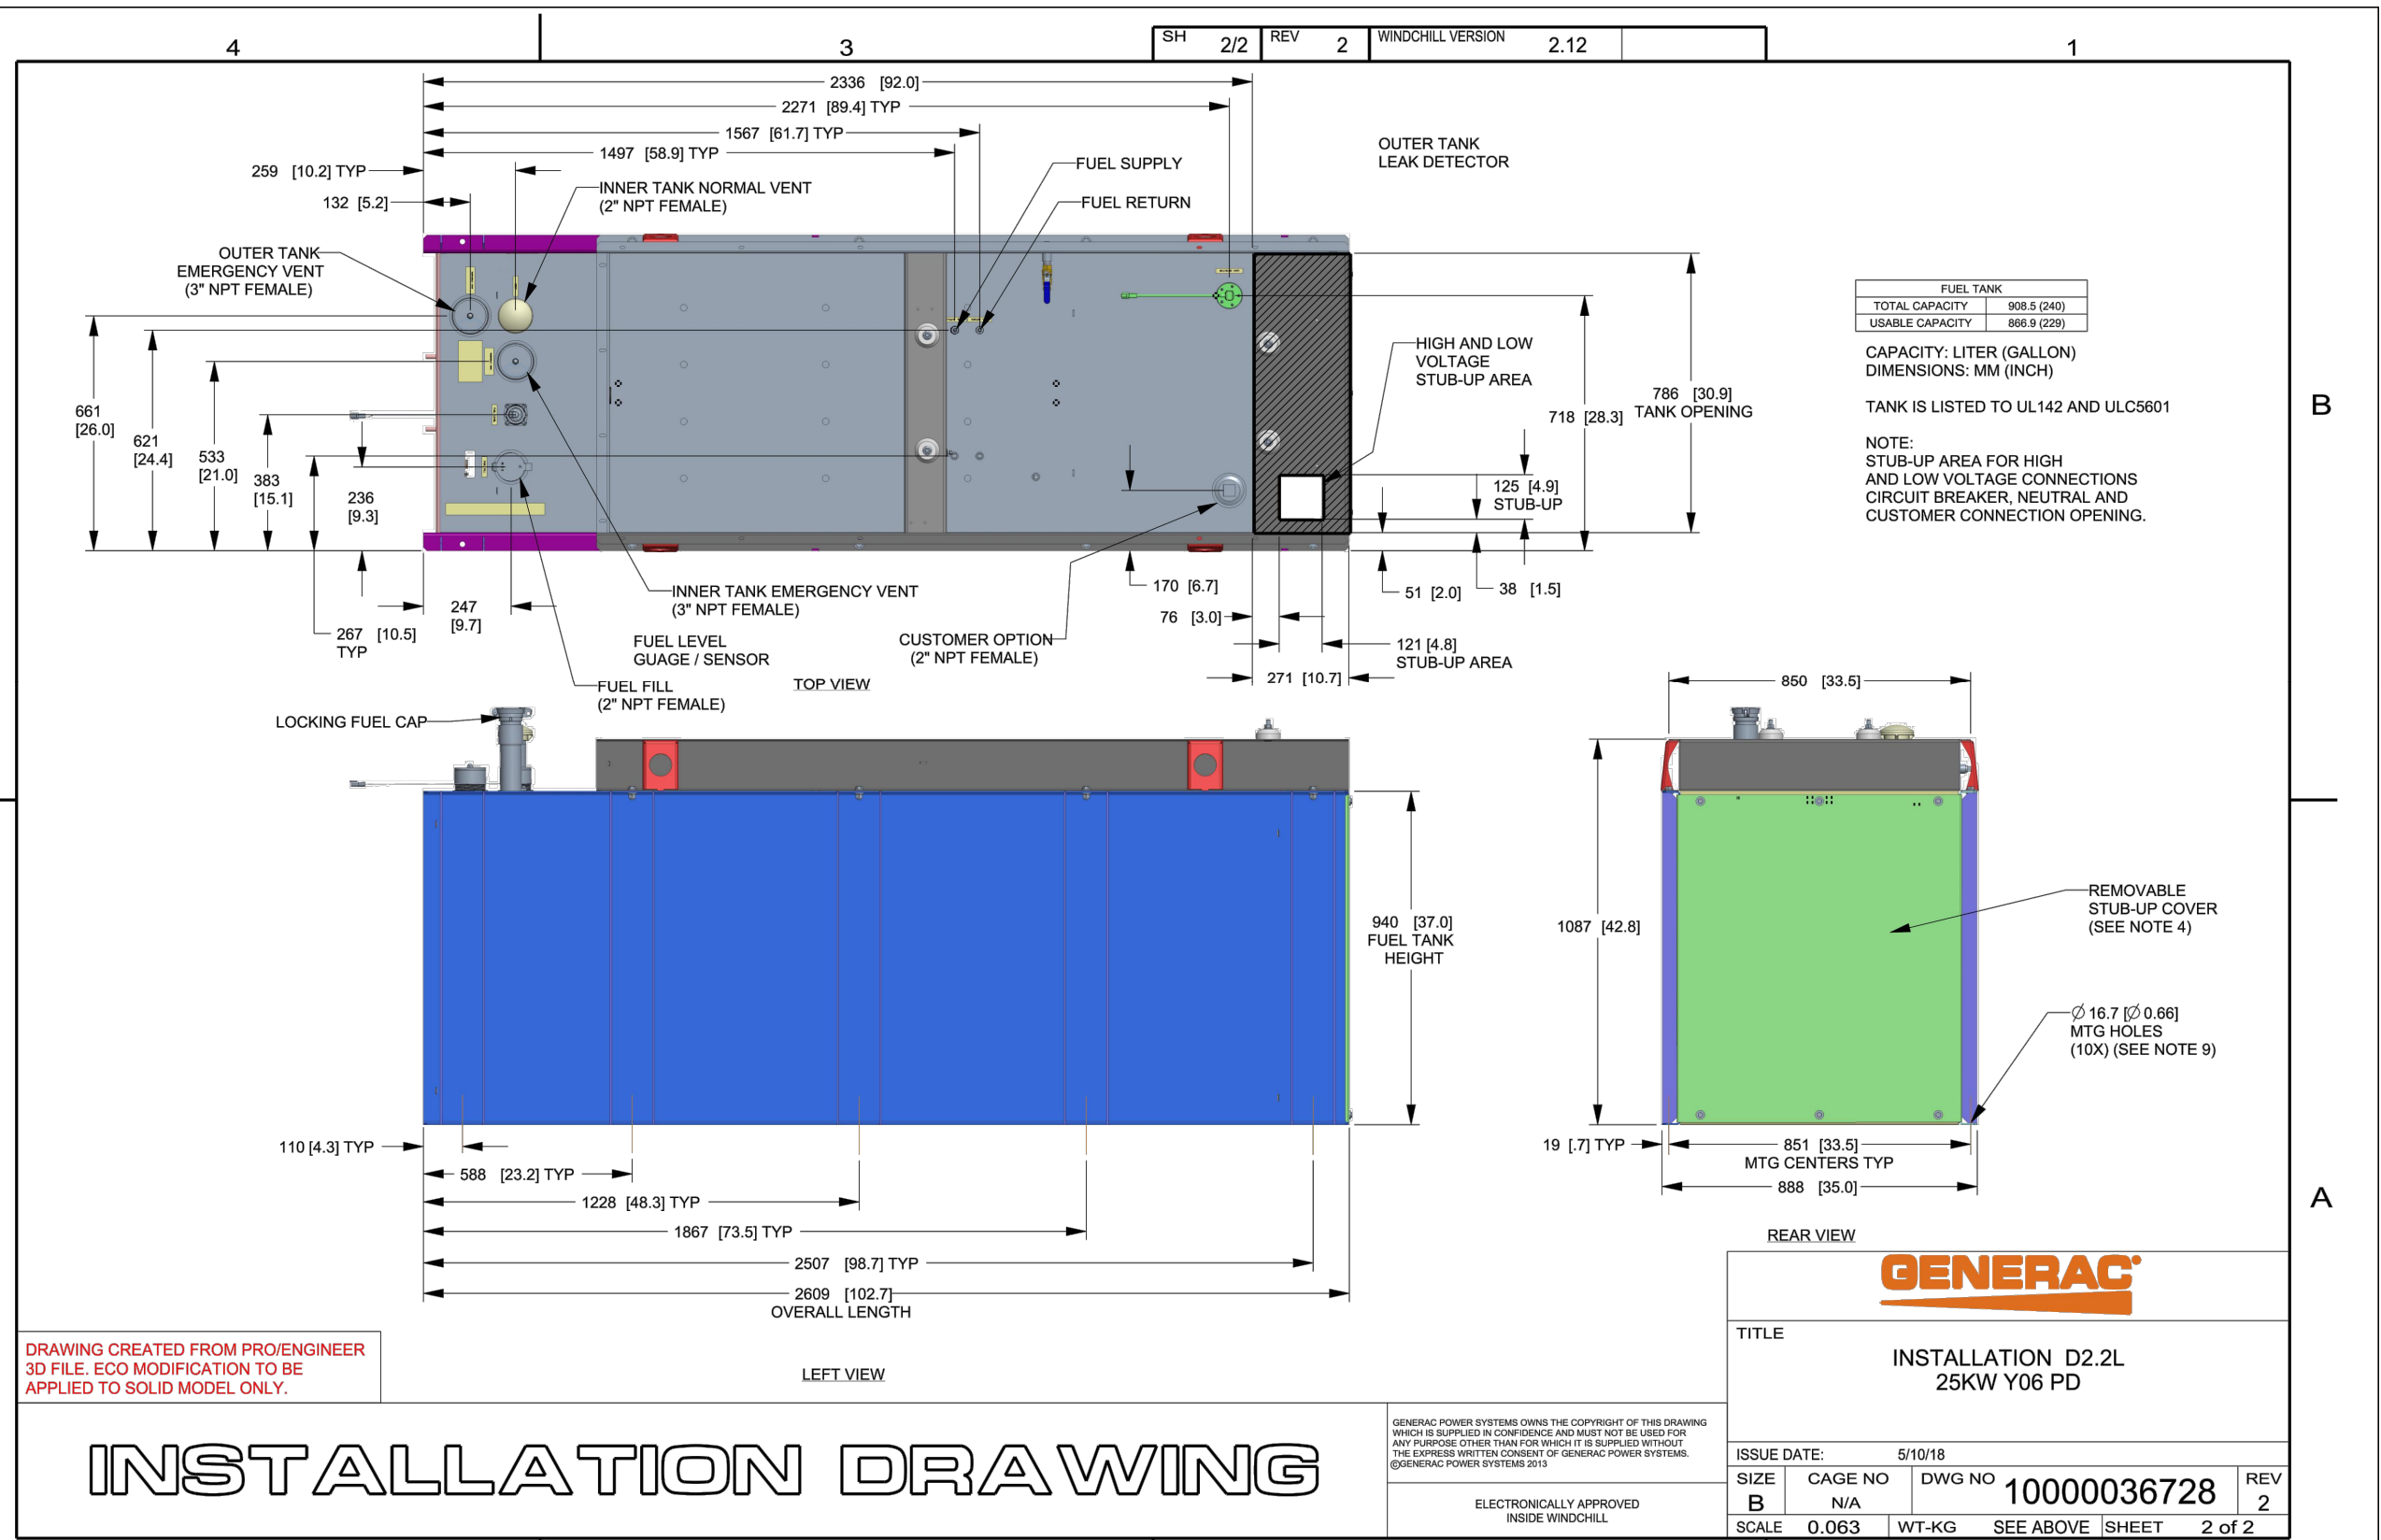 4
3
SH 2/2 REV 2 WINDCHILL VERSION 2.12
1
2336 [92.0]
2271 [89.4] TYP
1567 [61.7] TYP
1497 [58.9] TYP
259 [10.2] TYP
132 [5.2]
INNER TANK NORMAL VENT
(2" NPT FEMALE)
FUEL SUPPLY
FUEL RETURN
OUTER TANK
LEAK DETECTOR
OUTER TANK
EMERGENCY VENT
(3" NPT FEMALE)
661
[26.0]
621
[24.4]
533
[21.0]
383
[15.1]
236
[9.3]
267 [10.5]
TYP
247
[9.7]
INNER TANK EMERGENCY VENT
(3" NPT FEMALE)
FUEL LEVEL
GUAGE / SENSOR
FUEL FILL
(2" NPT FEMALE)
TOP VIEW
CUSTOMER OPTION
(2" NPT FEMALE)
170 [6.7]
76 [3.0]
121 [4.8]
STUB-UP AREA
271 [10.7]
51 [2.0]
38 [1.5]
125 [4.9]
STUB-UP
HIGH AND LOW
VOLTAGE
STUB-UP AREA
718 [28.3]
786 [30.9]
TANK OPENING
FUEL TANK
TOTAL CAPACITY 908.5 (240)
USABLE CAPACITY 866.9 (229)
CAPACITY: LITER (GALLON)
DIMENSIONS: MM (INCH)
TANK IS LISTED TO UL142 AND ULC5601
NOTE:
STUB-UP AREA FOR HIGH
AND LOW VOLTAGE CONNECTIONS
CIRCUIT BREAKER, NEUTRAL AND
CUSTOMER CONNECTION OPENING.
B
LOCKING FUEL CAP
940 [37.0]
FUEL TANK
HEIGHT
110 [4.3] TYP
588 [23.2] TYP
1228 [48.3] TYP
1867 [73.5] TYP
2507 [98.7] TYP
2609 [102.7]
OVERALL LENGTH
LEFT VIEW
850 [33.5]
1087 [42.8]
REMOVABLE
STUB-UP COVER
(SEE NOTE 4)
Ø 16.7 [Ø 0.66]
MTG HOLES
(10X) (SEE NOTE 9)
19 [.7] TYP
851 [33.5]
MTG CENTERS TYP
888 [35.0]
REAR VIEW
A
DRAWING CREATED FROM PRO/ENGINEER
3D FILE. ECO MODIFICATION TO BE
APPLIED TO SOLID MODEL ONLY.
INSTALLATION DRAWING
GENERAC POWER SYSTEMS OWNS THE COPYRIGHT OF THIS DRAWING
WHICH IS SUPPLIED IN CONFIDENCE AND MUST NOT BE USED FOR
ANY PURPOSE OTHER THAN FOR WHICH IT IS SUPPLIED WITHOUT
THE EXPRESS WRITTEN CONSENT OF GENERAC POWER SYSTEMS.
©GENERAC POWER SYSTEMS 2013
ELECTRONICALLY APPROVED
INSIDE WINDCHILL
GENERAC
TITLE
INSTALLATION D2.2L
25KW Y06 PD
ISSUE DATE: 5/10/18
SIZE B CAGE NO N/A DWG NO 10000036728 REV 2
SCALE 0.063 WT-KG SEE ABOVE SHEET 2 of 2